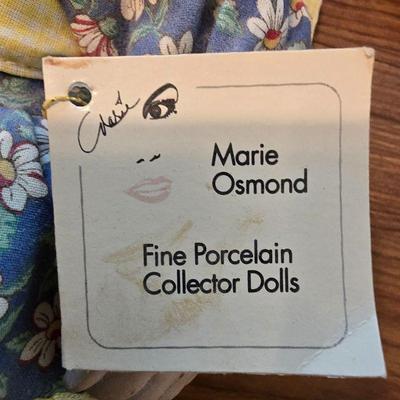 Marie
Osmond
Fine Porcelain
Collector Dolls